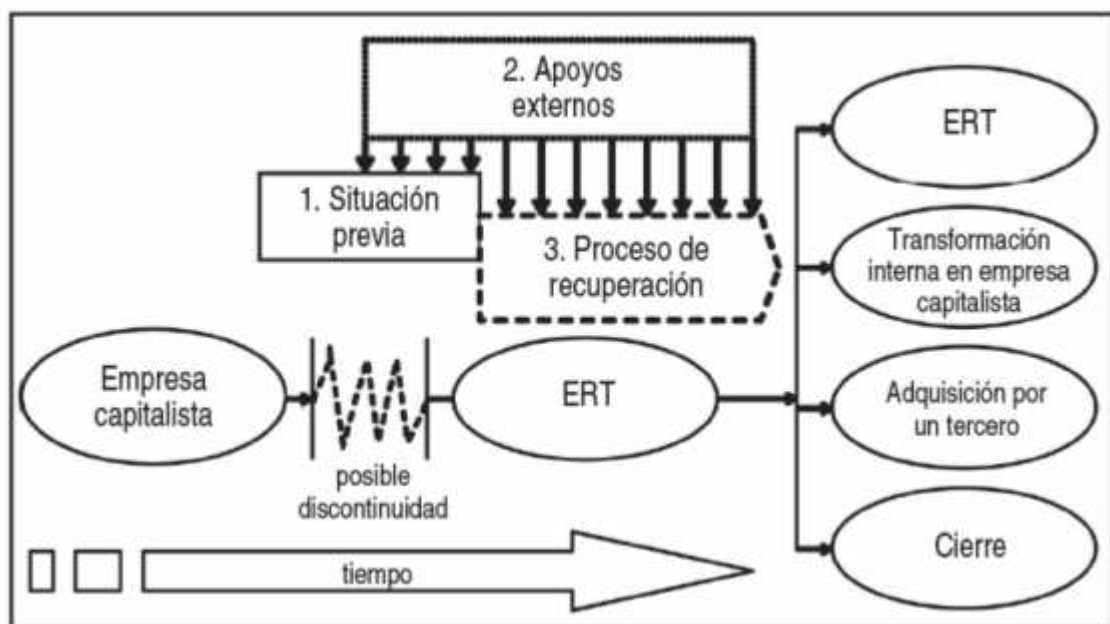 2. Apoyos
externos
1. Situación
previa
3. Proceso de
recuperación
Empresa
capitalista
posible
discontinuidad
ERT
ERT
Transformación
interna en empresa
capitalista
Adquisición por
un tercero
Cierre
tiempo